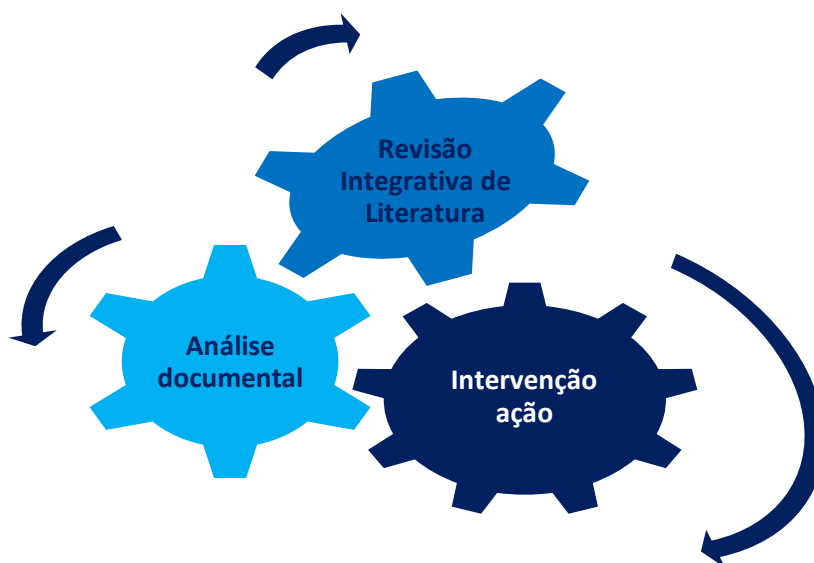 Revisão
Integrativa de
Literatura
Análise
documental
Intervenção
ação